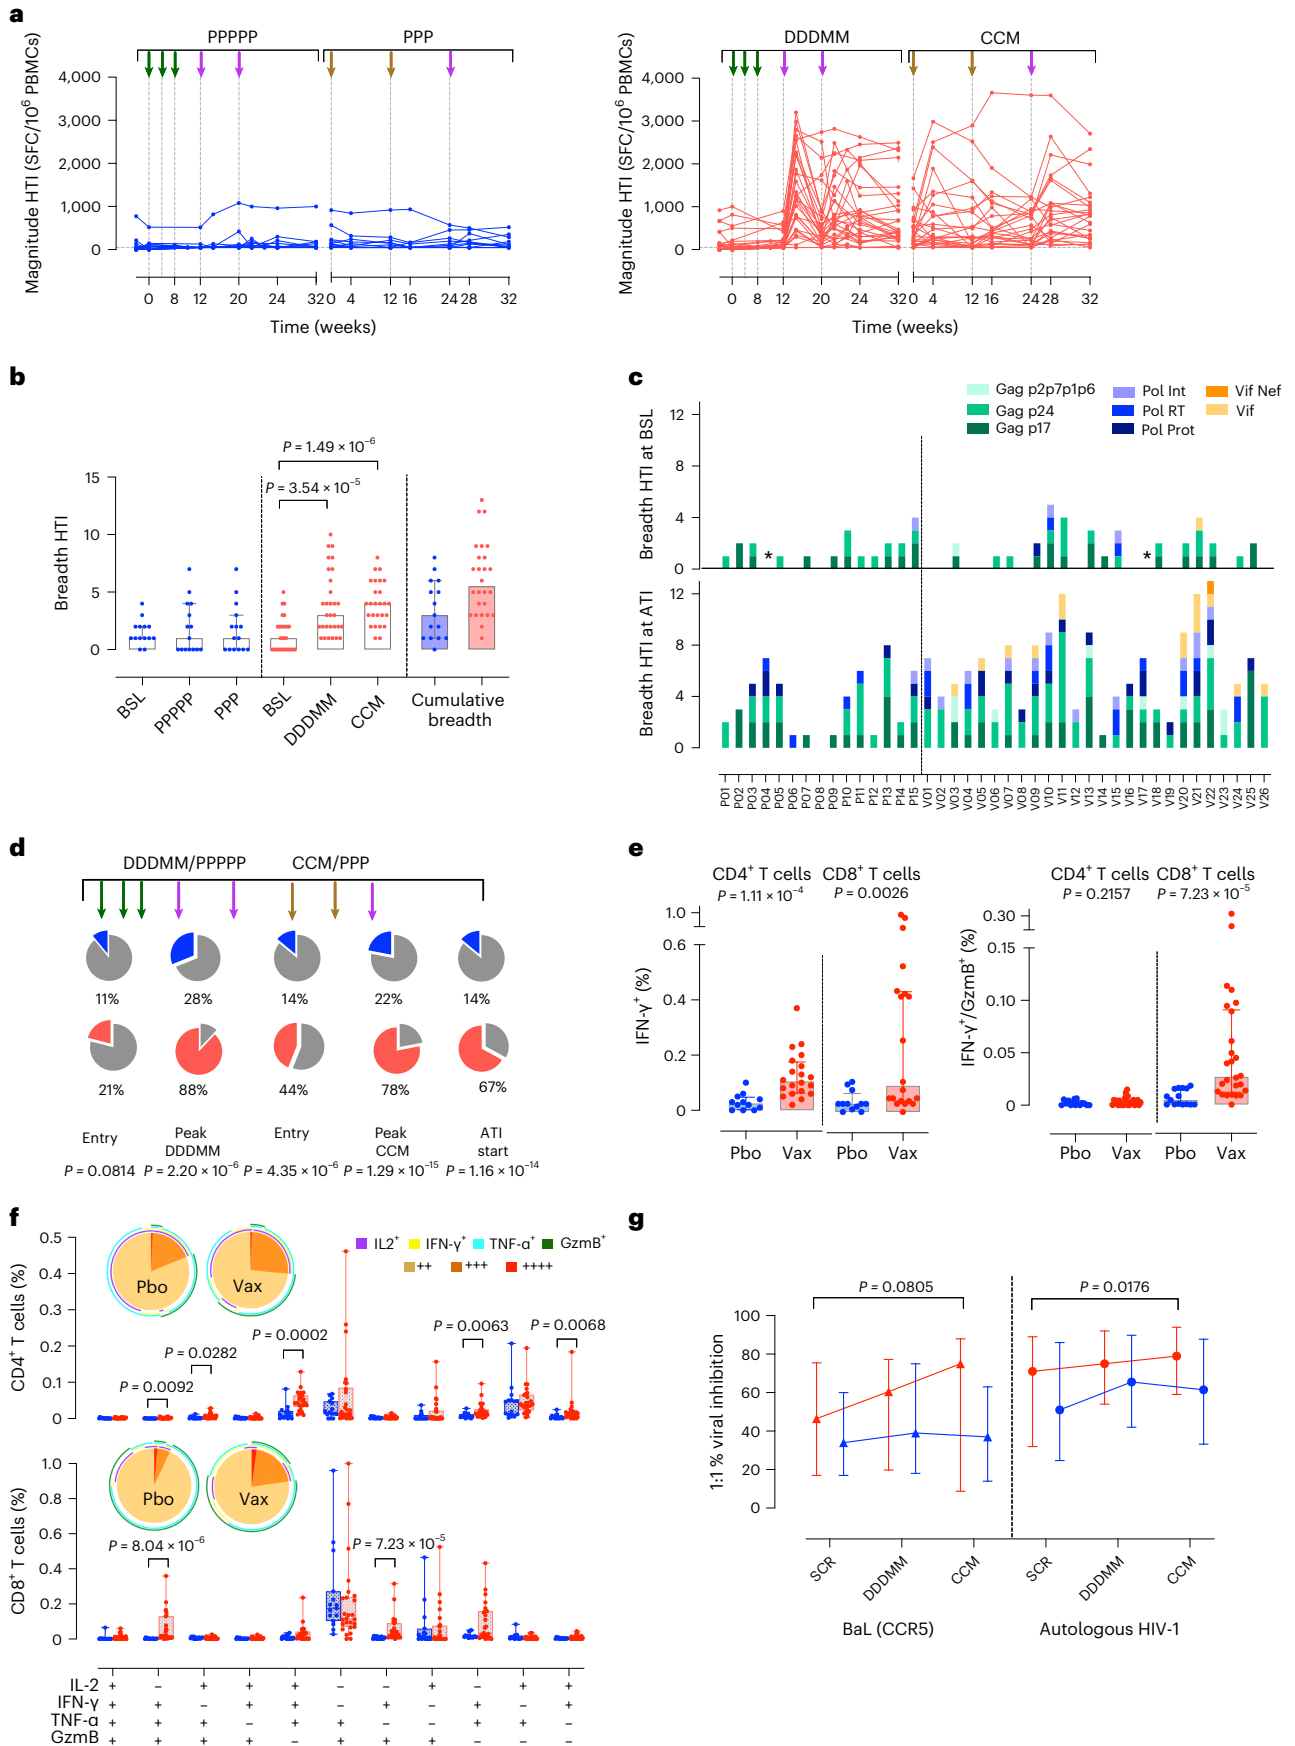 a
PPPPP
PPP
Magnitude HTI (SFC/10⁶ PBMCs)
4,000
3,000
2,000
1,000
0
0 8 12 20 32 0 4 12 16 24 28 32
Time (weeks)
DDDMM
CCM
Magnitude HTI (SFC/10⁶ PBMCs)
4,000
3,000
2,000
1,000
0
0 8 12 20 24 32 0 4 12 16 24 28 32
Time (weeks)
b
P = 1.49 × 10⁻⁶
P = 3.54 × 10⁻⁵
Breadth HTI
15
10
5
0
BSL PPPPP PPP BSL DDDMM CCM Cumulative
breadth
c
Gag p2p7p1p6 Pol Int Vif Nef
Gag p24 Pol RT Vif
Gag p17 Pol Prot
Breadth HTI at BSL
12
8
4
0
* *
Breadth HTI at ATI
12
8
4
0
P01 P02 P03 P04 P05 P06 P07 P08 P09 P10 P11 P12 P13 P14 P15 V01 V02 V03 V04 V05 V06 V07 V08 V09 V10 V11 V12 V13 V14 V15 V16 V17 V18 V19 V20 V21 V22 V23 V24 V25 V26
d
DDDMM/PPPPP CCM/PPP
11% 28% 14% 22% 14%
21% 88% 44% 78% 67%
Entry Peak Entry Peak ATI
DDDMM CCM start
P = 0.0814 P = 2.20 × 10⁻⁶ P = 4.35 × 10⁻⁶ P = 1.29 × 10⁻¹⁵ P = 1.16 × 10⁻¹⁴
e
CD4⁺ T cells CD8⁺ T cells
P = 1.11 × 10⁻⁴ P = 0.0026
IFN-γ⁺ (%)
1.0
0.6
0.4
0.2
0
Pbo Vax Pbo Vax
CD4⁺ T cells CD8⁺ T cells
P = 0.2157 P = 7.23 × 10⁻⁵
IFN-γ⁺/GzmB⁺ (%)
0.30
0.15
0.10
0.05
0
Pbo Vax Pbo Vax
f
CD4⁺ T cells (%)
0.5
0.4
0.3
0.2
0.1
0
Pbo Vax
IL2⁺ IFN-γ⁺ TNF-α⁺ GzmB⁺
++ +++ ++++
P = 0.0092
P = 0.0282
P = 0.0002
P = 0.0063
P = 0.0068
CD8⁺ T cells (%)
1.0
0.8
0.6
0.4
0.2
0
Pbo Vax
P = 8.04 × 10⁻⁶
P = 7.23 × 10⁻⁵
IL-2 + – + + + – – – – + +
IFN-γ + + – + + – + – + – +
TNF-α + + + – + + – – + + –
GzmB + + + + – + + + – – –
g
P = 0.0805
P = 0.0176
1:1 % viral inhibition
100
80
60
40
20
0
SCR DDDMM CCM SCR DDDMM CCM
BaL (CCR5) Autologous HIV-1